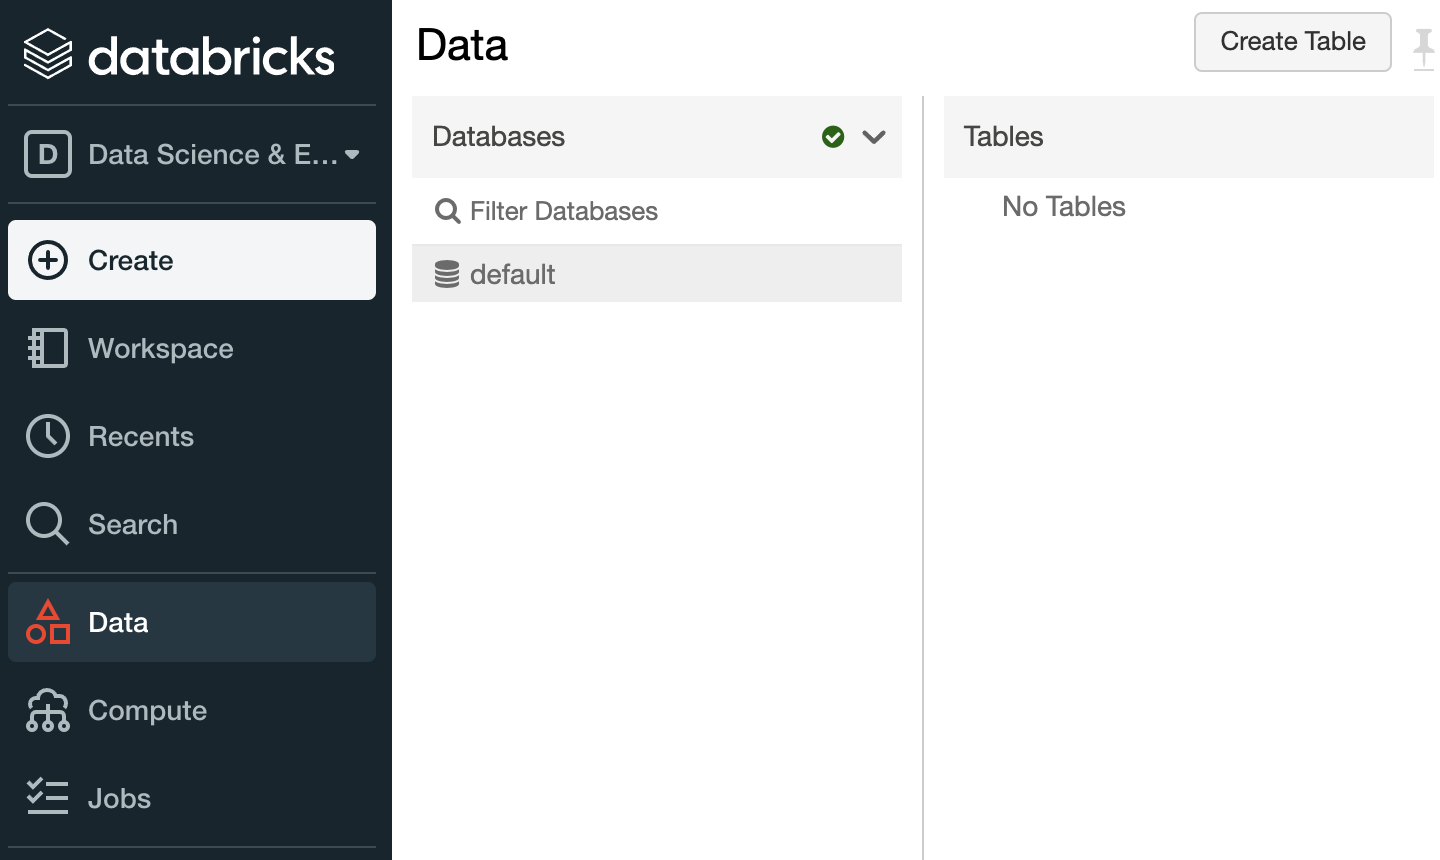 databricks
D Data Science & E...
Create
Workspace
Recents
Search
Data
Compute
Jobs
Data
Create Table
Databases
Filter Databases
default
Tables
No Tables